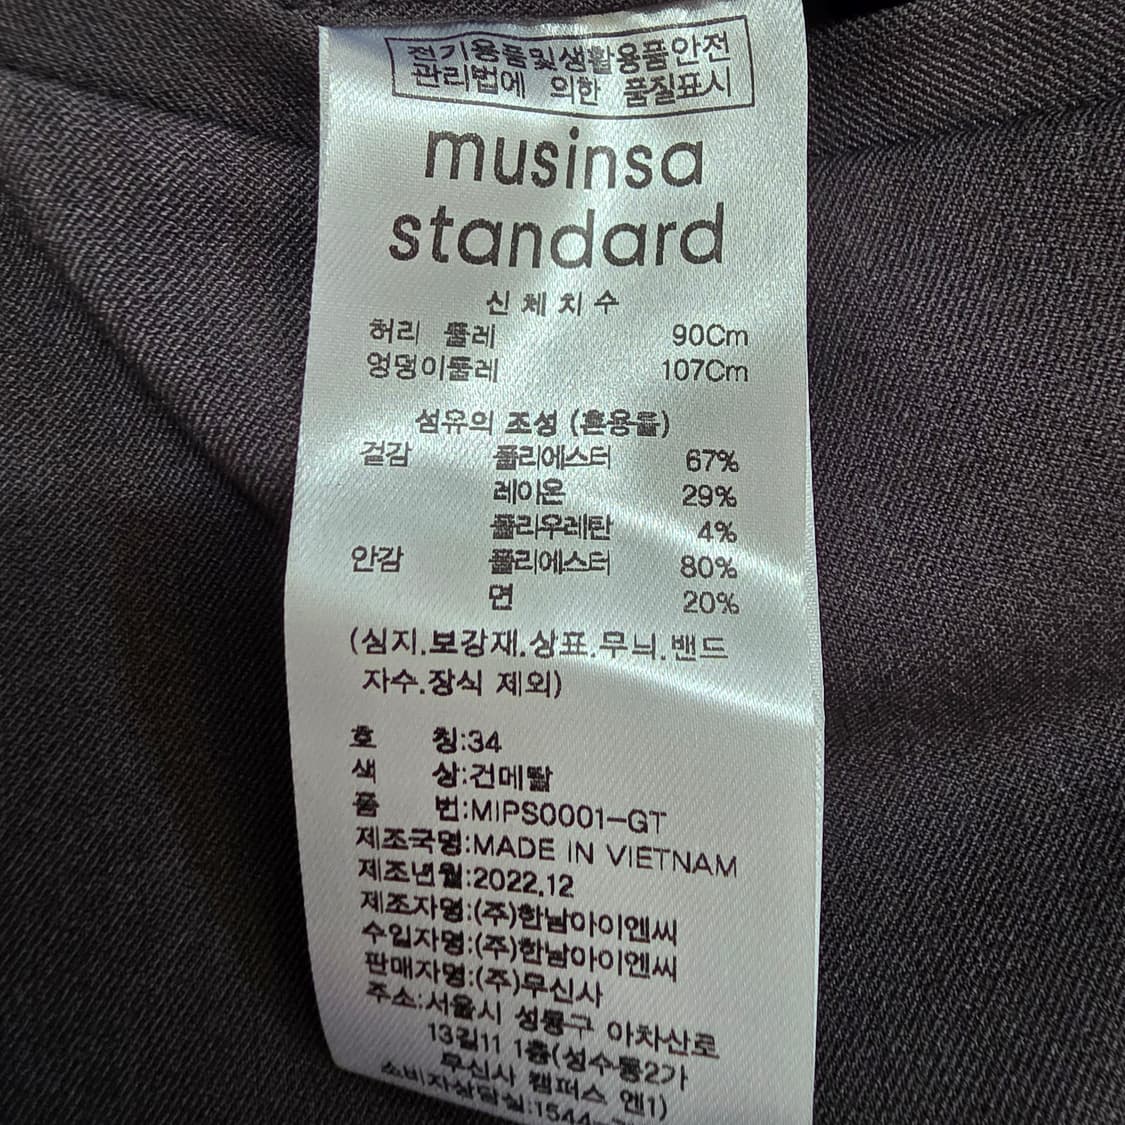 전기용품및생활용품안전
관리법에 의한 품질표시
musinsa
standard
신체치수
허리 둘레 90Cm
엉덩이둘레 107Cm
섬유의 조성 (혼용율)
겉감 폴리에스터 67%
레이온 29%
폴리우레탄 4%
안감 폴리에스터 80%
면 20%
(심지.보강재.상표.무늬.밴드
자수.장식 제외)
호 칭:34
색 상:건메탈
품 번:MIPS0001-GT
제조국명:MADE IN VIETNAM
제조년월:2022.12
제조자명:(주)한남아이엔씨
수입자명:(주)한남아이엔씨
판매자명:(주)무신사
주소:서울시 성동구 아차산로
13길11 1층(성수동2가
무신사 캠퍼스 엔1)
소비자상담실:1544-